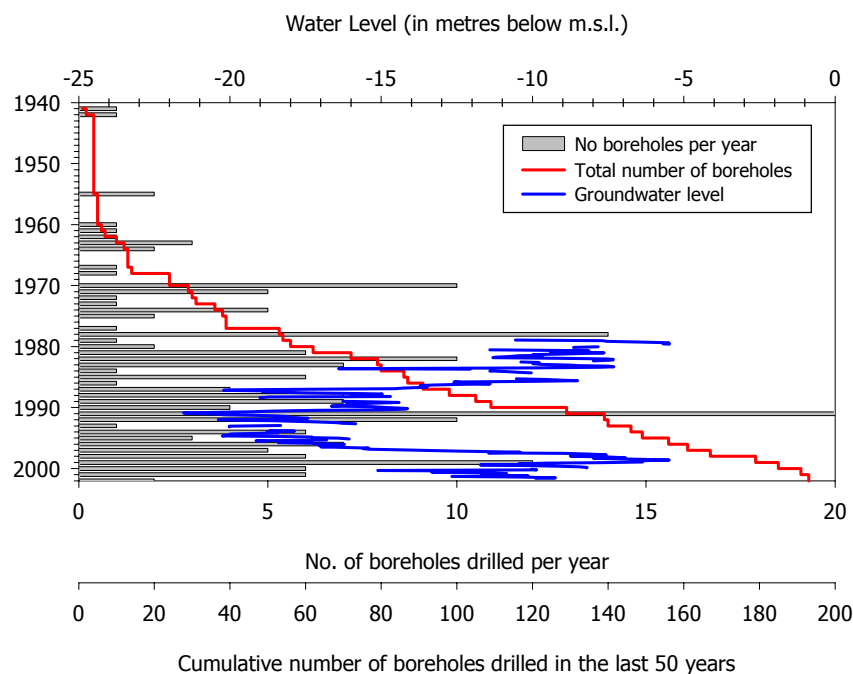 Water Level (in metres below m.s.l.)
-25 -20 -15 -10 -5 0
1940
1950
1960
1970
1980
1990
2000
No boreholes per year
Total number of boreholes
Groundwater level
0 5 10 15 20
No. of boreholes drilled per year
0 20 40 60 80 100 120 140 160 180 200
Cumulative number of boreholes drilled in the last 50 years